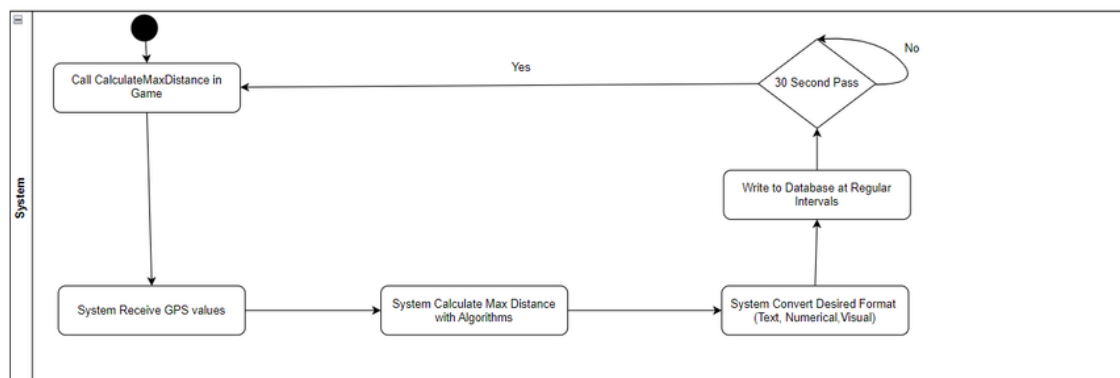 System
Call CalculateMaxDistance in
Game
Yes
30 Second Pass
No
Write to Database at Regular
Intervals
System Receive GPS values
System Calculate Max Distance
with Algorithms
System Convert Desired Format
(Text, Numerical,Visual)